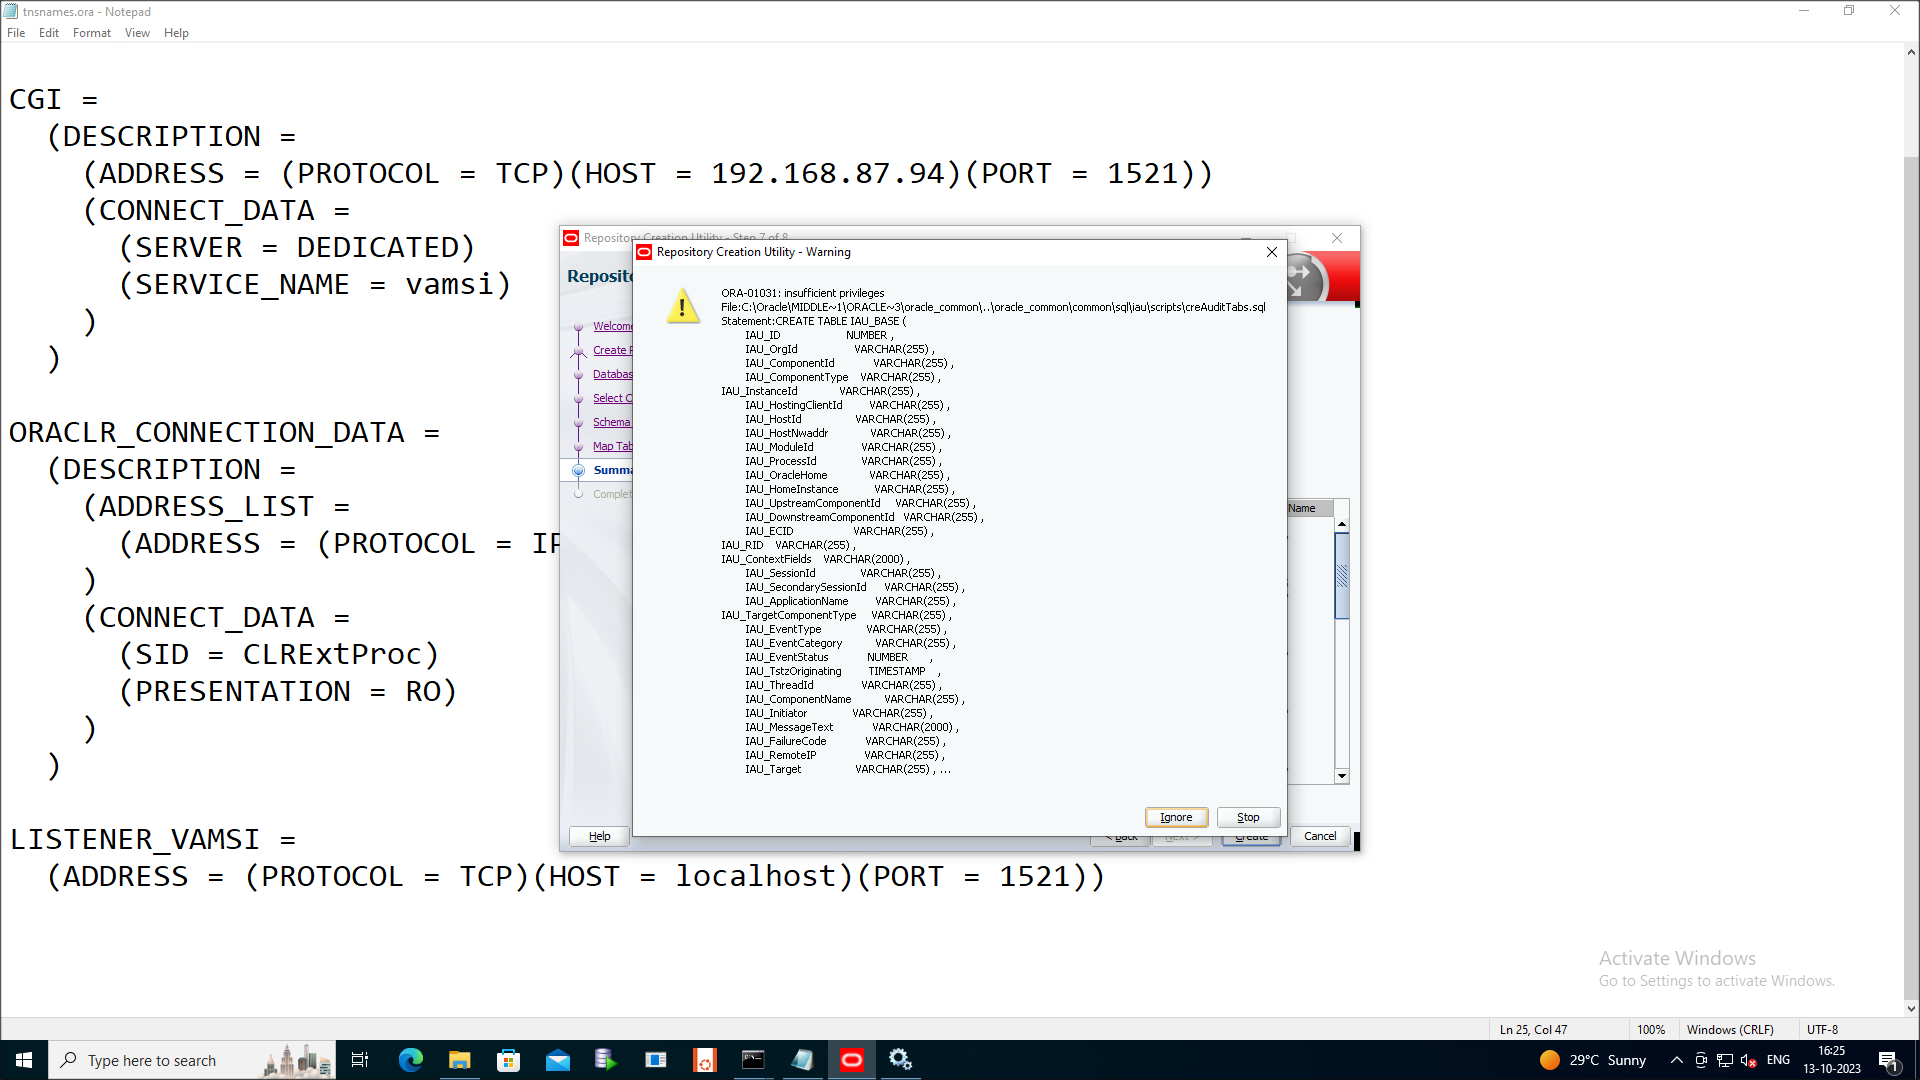 tnsnames.ora - Notepad
File Edit Format View Help
CGI =
(DESCRIPTION =
(ADDRESS = (PROTOCOL = TCP)(HOST = 192.168.87.94)(PORT = 1521))
(CONNECT_DATA =
(SERVER = DEDICATED)
(SERVICE_NAME = vamsi)
)
)
ORACLR_CONNECTION_DATA =
(DESCRIPTION =
(ADDRESS_LIST =
(ADDRESS = (PROTOCOL = IP
)
(CONNECT_DATA =
(SID = CLRExtProc)
(PRESENTATION = RO)
)
)
LISTENER_VAMSI =
(ADDRESS = (PROTOCOL = TCP)(HOST = localhost)(PORT = 1521))
Repository Creation Utility - Step 7 of 8
Reposito
Welcome
Create R
Databas
Select C
Schema
Map Tab
Summa
Complet
Name
Help
< Back
Next >
Create
Cancel
Repository Creation Utility - Warning
ORA-01031: insufficient privileges
File:C:\Oracle\MIDDLE~1\ORACLE~3\oracle_common\..\oracle_common\common\sql\iau\scripts\creAuditTabs.sql
Statement:CREATE TABLE IAU_BASE (
IAU_ID NUMBER ,
IAU_OrgId VARCHAR(255) ,
IAU_ComponentId VARCHAR(255) ,
IAU_ComponentType VARCHAR(255) ,
IAU_InstanceId VARCHAR(255) ,
IAU_HostingClientId VARCHAR(255) ,
IAU_HostId VARCHAR(255) ,
IAU_HostNwaddr VARCHAR(255) ,
IAU_ModuleId VARCHAR(255) ,
IAU_ProcessId VARCHAR(255) ,
IAU_OracleHome VARCHAR(255) ,
IAU_HomeInstance VARCHAR(255) ,
IAU_UpstreamComponentId VARCHAR(255) ,
IAU_DownstreamComponentId VARCHAR(255) ,
IAU_ECID VARCHAR(255) ,
IAU_RID VARCHAR(255) ,
IAU_ContextFields VARCHAR(2000) ,
IAU_SessionId VARCHAR(255) ,
IAU_SecondarySessionId VARCHAR(255) ,
IAU_ApplicationName VARCHAR(255) ,
IAU_TargetComponentType VARCHAR(255) ,
IAU_EventType VARCHAR(255) ,
IAU_EventCategory VARCHAR(255) ,
IAU_EventStatus NUMBER ,
IAU_TstzOriginating TIMESTAMP ,
IAU_ThreadId VARCHAR(255) ,
IAU_ComponentName VARCHAR(255) ,
IAU_Initiator VARCHAR(255) ,
IAU_MessageText VARCHAR(2000) ,
IAU_FailureCode VARCHAR(255) ,
IAU_RemoteIP VARCHAR(255) ,
IAU_Target VARCHAR(255) , ...
Ignore
Stop
Activate Windows
Go to Settings to activate Windows.
Ln 25, Col 47
100%
Windows (CRLF)
UTF-8
Type here to search
29°C Sunny
ENG
16:25
13-10-2023
1